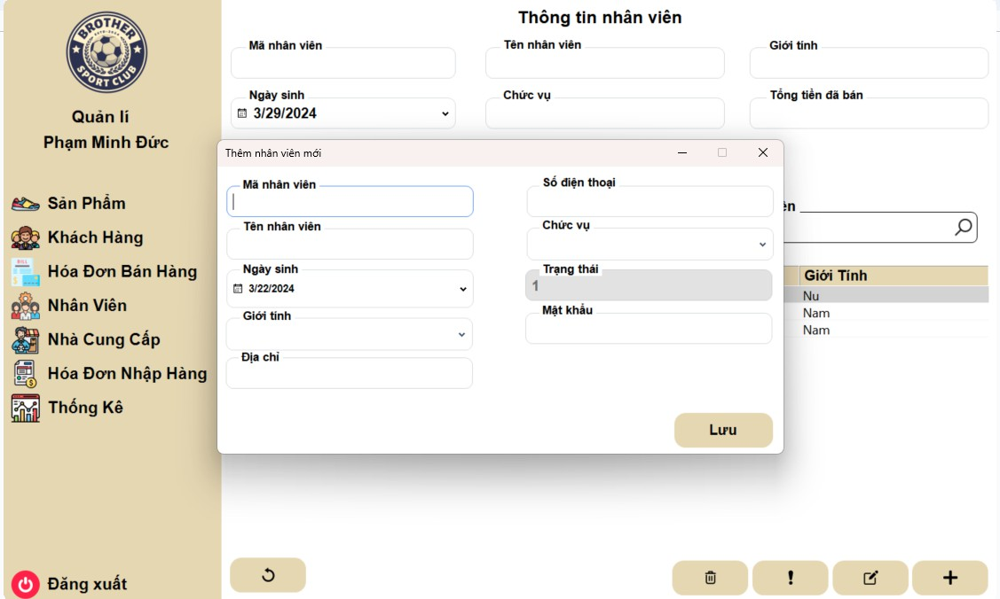 BROTHER
SPORT CLUB
Quản lí
Phạm Minh Đức
Sản Phẩm
Khách Hàng
Hóa Đơn Bán Hàng
Nhân Viên
Nhà Cung Cấp
Hóa Đơn Nhập Hàng
Thống Kê
Đăng xuất
Thông tin nhân viên
Mã nhân viên
Tên nhân viên
Giới tính
Ngày sinh
3/29/2024
Chức vụ
Tổng tiền đã bán
Thêm nhân viên mới
Mã nhân viên
Tên nhân viên
Ngày sinh
3/22/2024
Giới tính
Địa chỉ
Số điện thoại
Chức vụ
Trạng thái
1
Mật khẩu
Lưu
Giới Tính
Nu
Nam
Nam